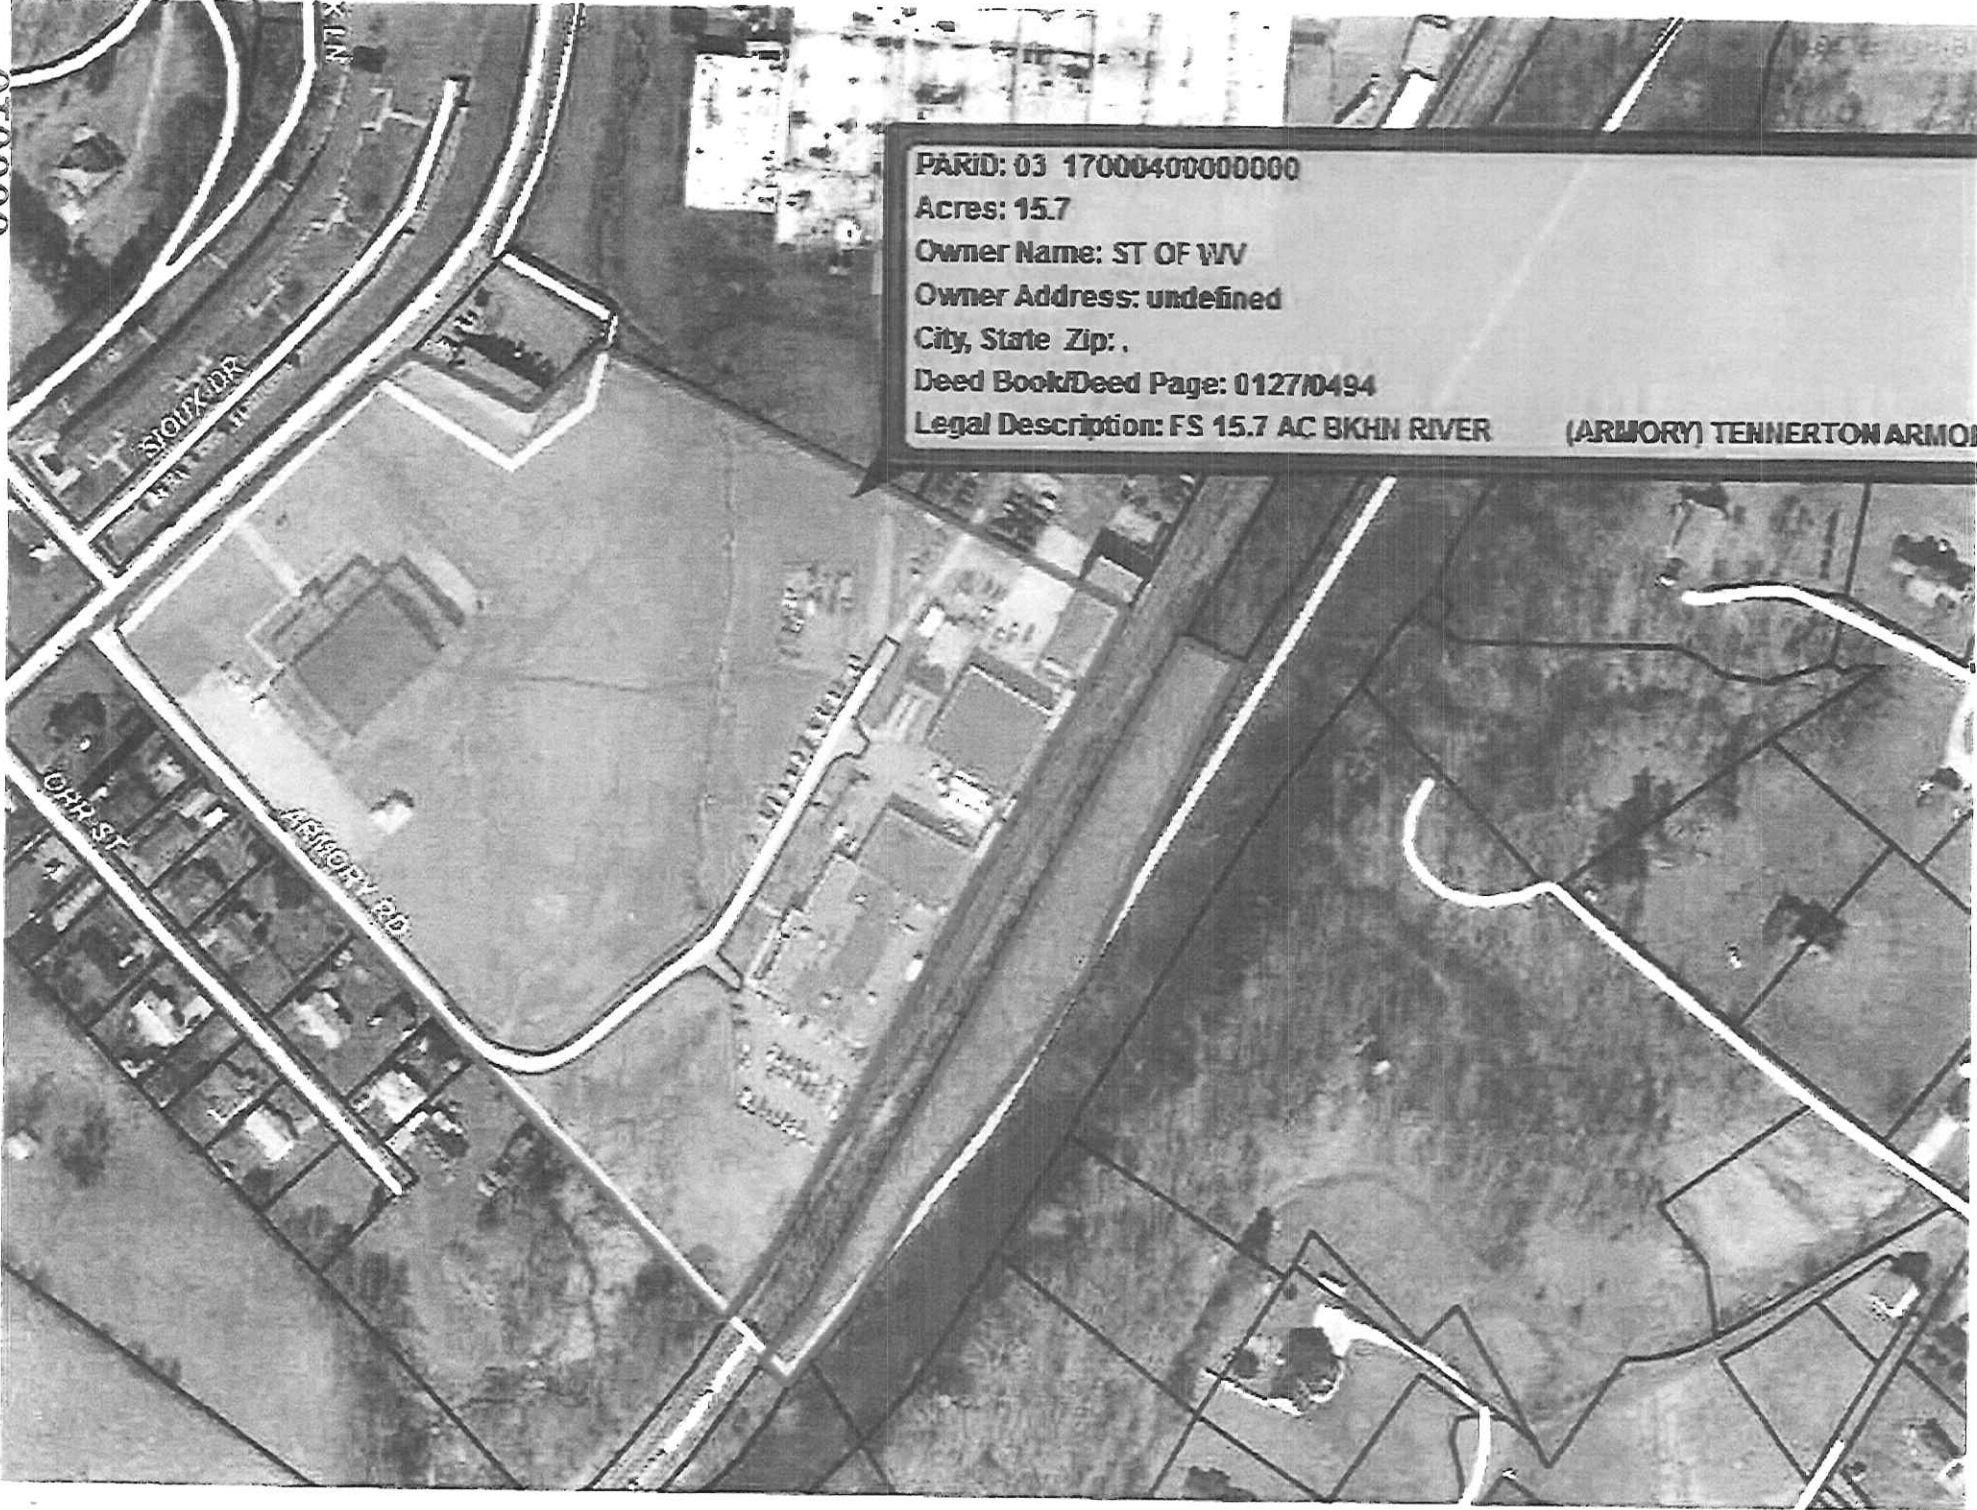 PARID: 03 17000400000000
Acres: 15.7
Owner Name: ST OF WV
Owner Address: undefined
City, State Zip: .
Deed Book/Deed Page: 0127/0494
Legal Description: FS 15.7 AC BKHN RIVER (ARMORY) TENNERTON ARMOR
SIOUX DR
ORR ST
ARMORY RD